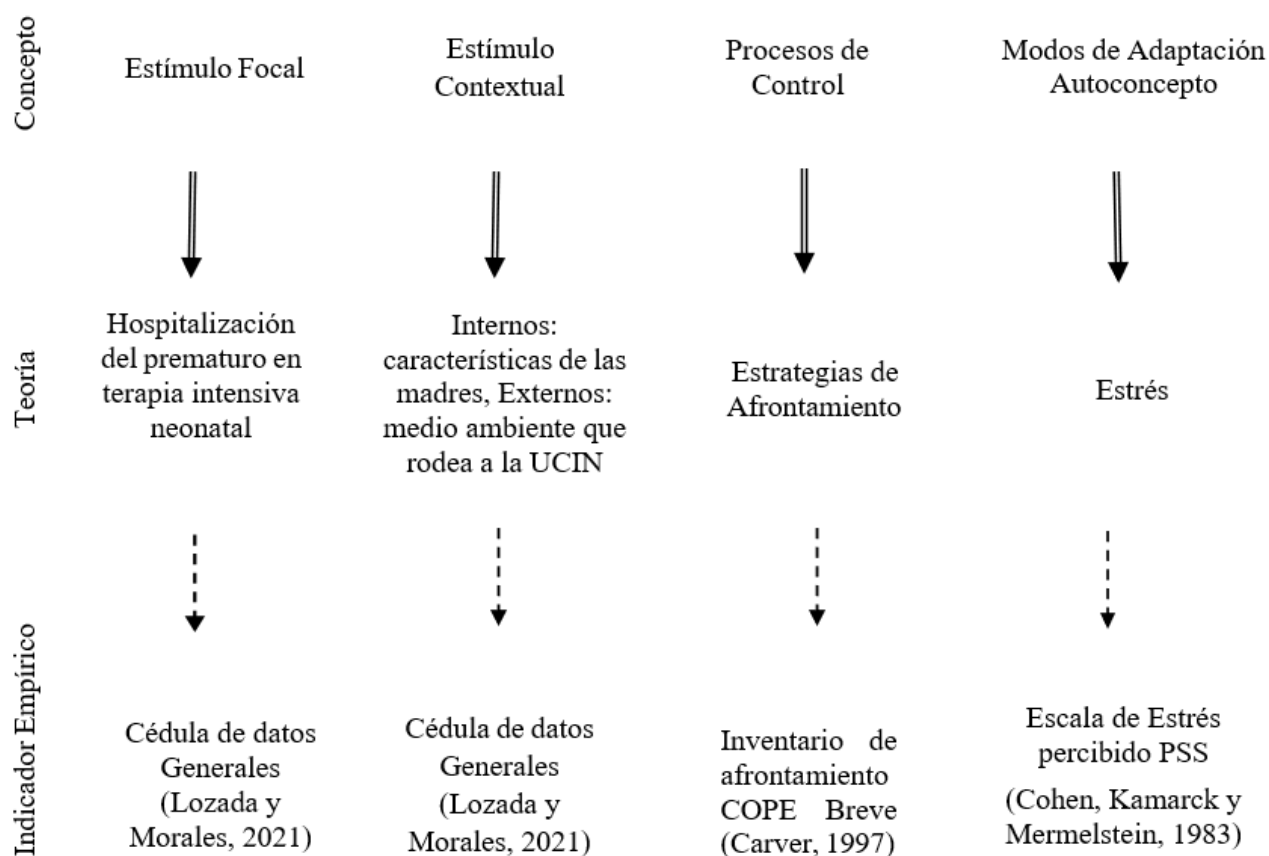 Concepto
Estímulo Focal
Estímulo
Contextual
Procesos de
Control
Modos de Adaptación
Autoconcepto
Teoría
Hospitalización
del prematuro en
terapia intensiva
neonatal
Internos:
características de las
madres, Externos:
medio ambiente que
rodea a la UCIN
Estrategias de
Afrontamiento
Estrés
Indicador Empírico
Cédula de datos
Generales
(Lozada y
Morales, 2021)
Cédula de datos
Generales
(Lozada y
Morales, 2021)
Inventario de
afrontamiento
COPE Breve
(Carver, 1997)
Escala de Estrés
percibido PSS
(Cohen, Kamarck y
Mermelstein, 1983)